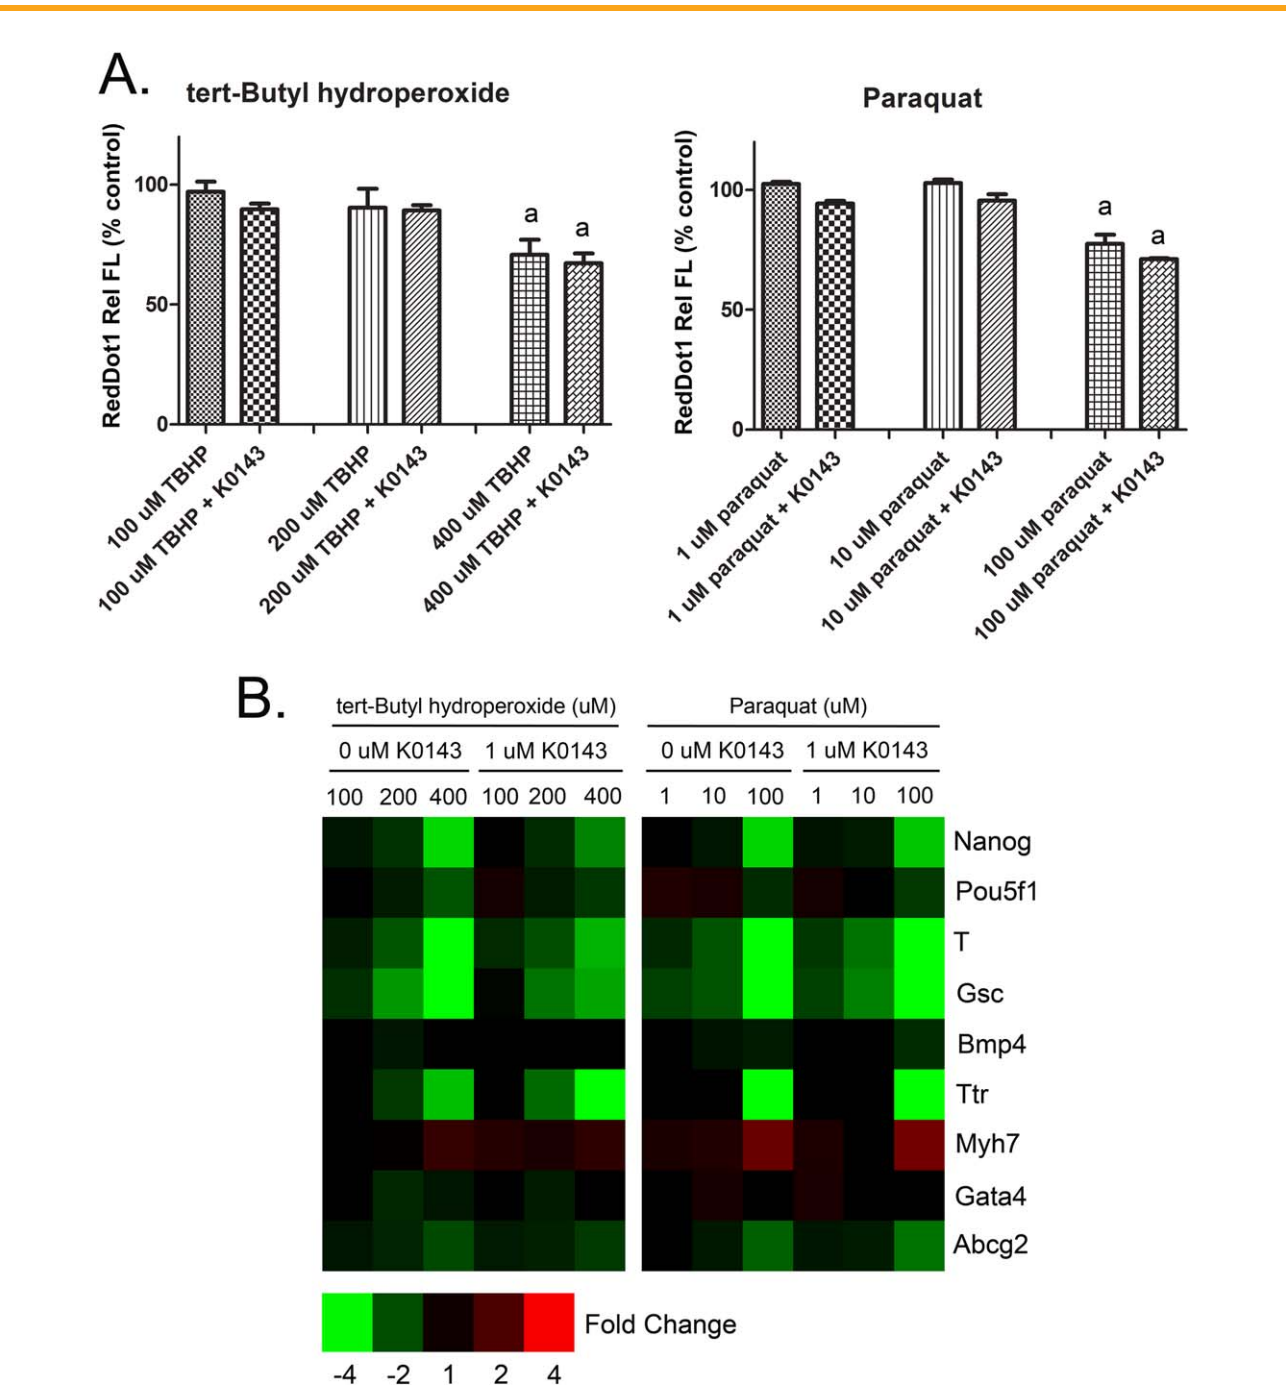 A.
tert-Butyl hydroperoxide
RedDot1 Rel FL (% control)
100
50
0
100 uM TBHP
100 uM TBHP + K0143
200 uM TBHP
200 uM TBHP + K0143
400 uM TBHP
400 uM TBHP + K0143
a
a
Paraquat
RedDot1 Rel FL (% control)
100
50
0
1 uM paraquat
1 uM paraquat + K0143
10 uM paraquat
10 uM paraquat + K0143
100 uM paraquat
100 uM paraquat + K0143
a
a
B.
tert-Butyl hydroperoxide (uM) Paraquat (uM)
0 uM K0143 1 uM K0143 0 uM K0143 1 uM K0143
100 200 400 100 200 400 1 10 100 1 10 100
Nanog
Pou5f1
T
Gsc
Bmp4
Ttr
Myh7
Gata4
Abcg2
Fold Change
-4 -2 1 2 4